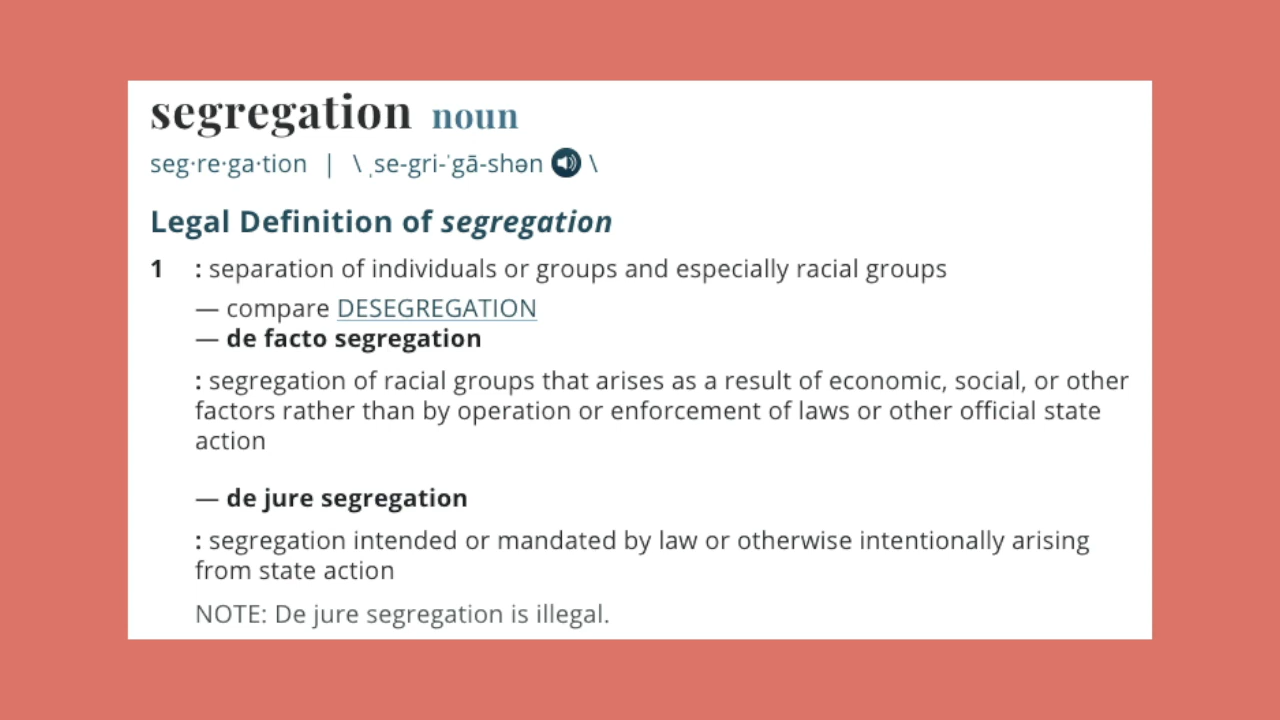 segregation noun
seg·re·ga·tion | \ ˌse-gri-ˈgā-shən \
Legal Definition of segregation
1 : separation of individuals or groups and especially racial groups
— compare DESEGREGATION
— de facto segregation
: segregation of racial groups that arises as a result of economic, social, or other
factors rather than by operation or enforcement of laws or other official state
action
— de jure segregation
: segregation intended or mandated by law or otherwise intentionally arising
from state action
NOTE: De jure segregation is illegal.